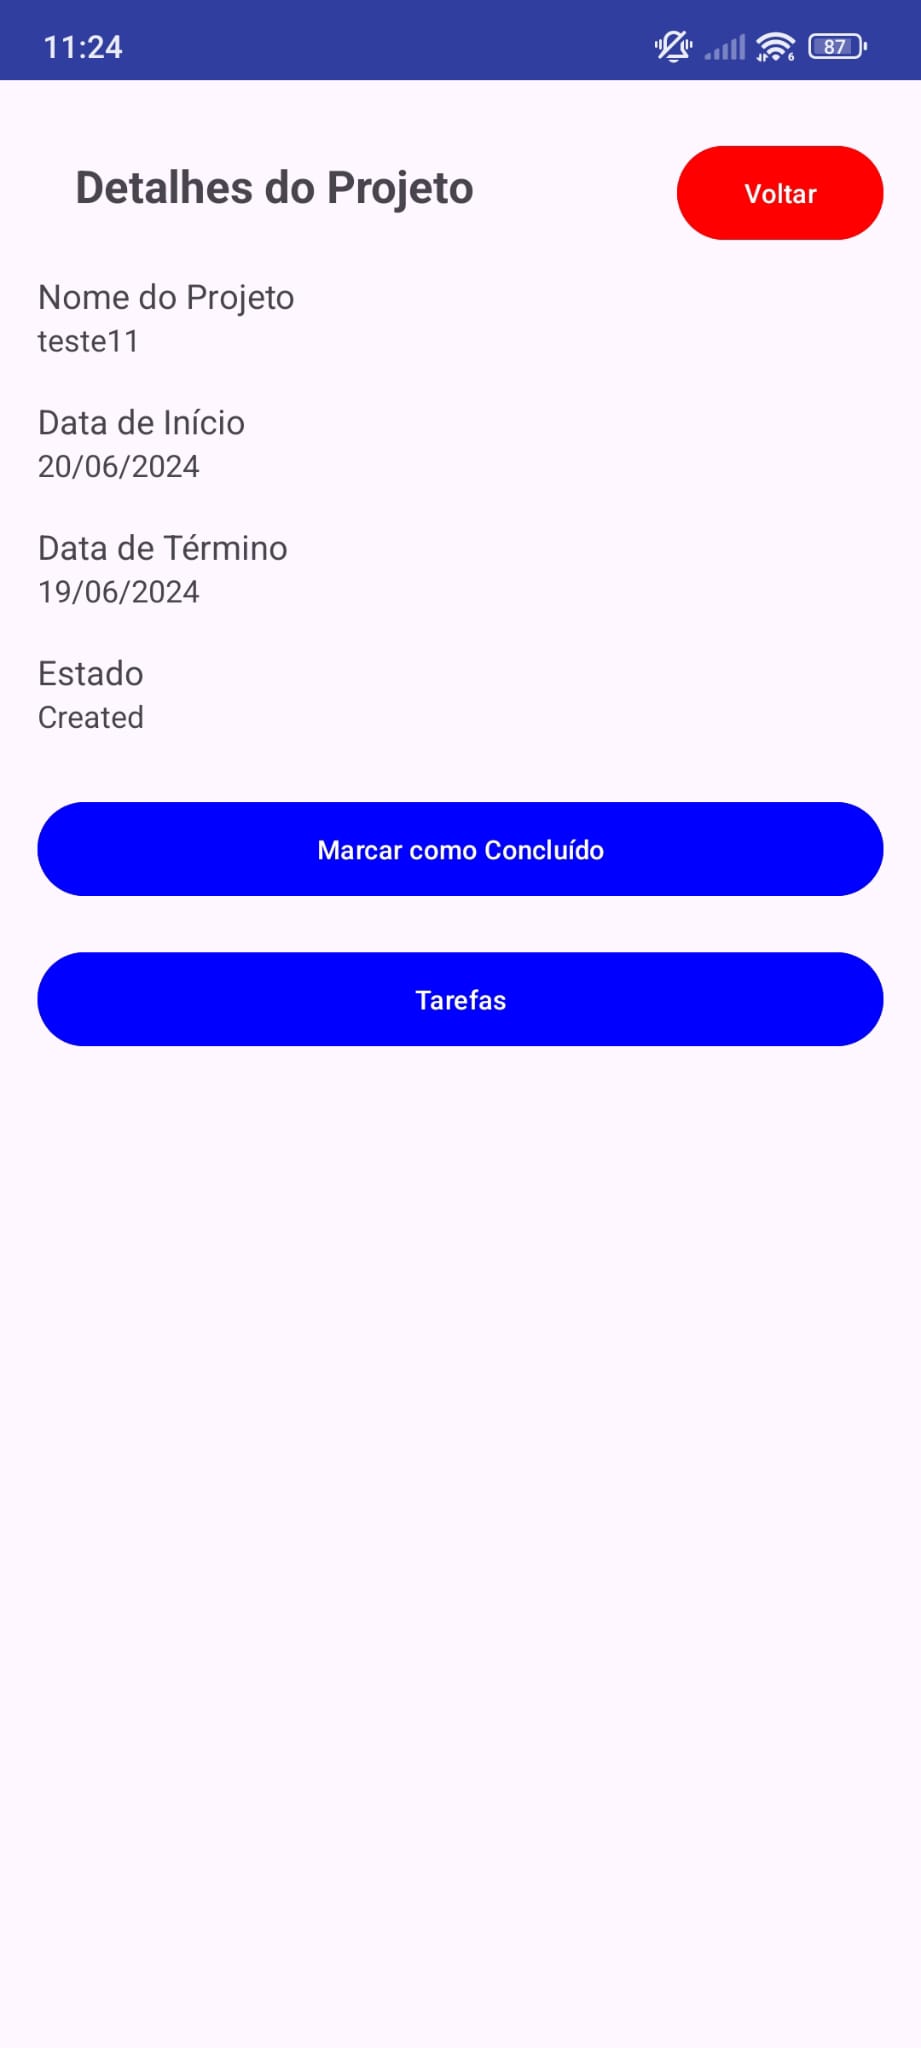 11:24
87
Detalhes do Projeto
Voltar
Nome do Projeto
teste11
Data de Início
20/06/2024
Data de Término
19/06/2024
Estado
Created
Marcar como Concluído
Tarefas